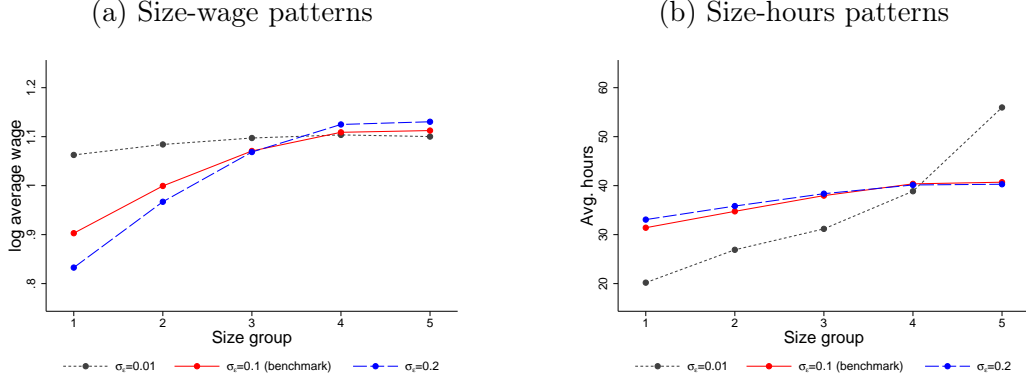 (a) Size-wage patterns
log average wage
1.2
1.1
1
.9
.8
1 2 3 4 5
Size group
σε=0.01 σε=0.1 (benchmark) σε=0.2
(b) Size-hours patterns
Avg. hours
60
50
40
30
20
1 2 3 4 5
Size group
σε=0.01 σε=0.1 (benchmark) σε=0.2